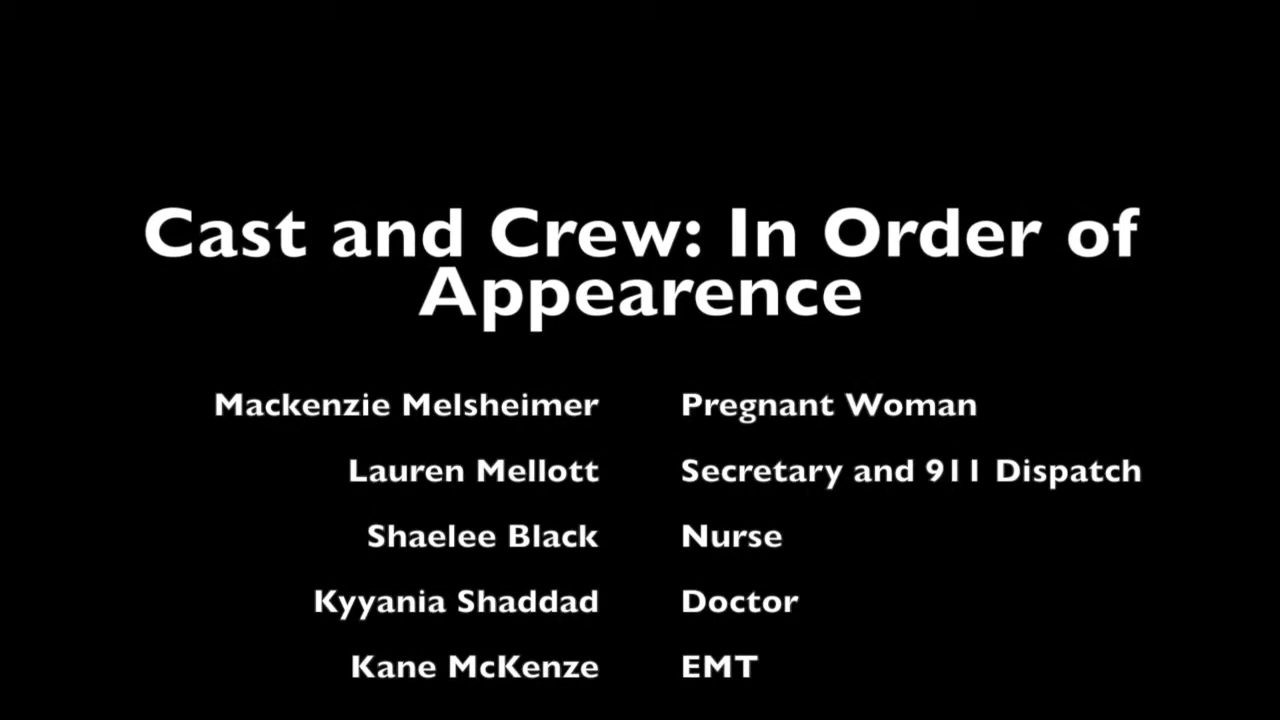 Cast and Crew: In Order of
Appearence
Mackenzie Melsheimer Pregnant Woman
Lauren Mellott Secretary and 911 Dispatch
Shaelee Black Nurse
Kyyania Shaddad Doctor
Kane McKenze EMT